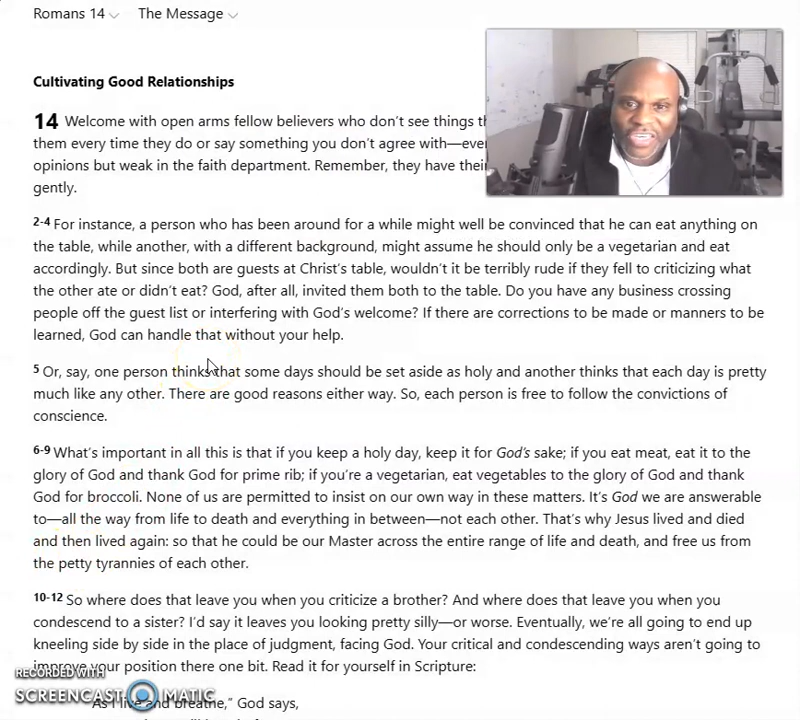 Romans 14 The Message
Cultivating Good Relationships
14 Welcome with open arms fellow believers who don't see things
them every time they do or say something you don't agree with—
opinions but weak in the faith department. Remember, they have their
gently.
2-4 For instance, a person who has been around for a while might well be convinced that he can eat anything on
the table, while another, with a different background, might assume he should only be a vegetarian and eat
accordingly. But since both are guests at Christ's table, wouldn't it be terribly rude if they fell to criticizing what
the other ate or didn't eat? God, after all, invited them both to the table. Do you have any business crossing
people off the guest list or interfering with God's welcome? If there are corrections to be made or manners to be
learned, God can handle that without your help.
5 Or, say, one person thinks that some days should be set aside as holy and another thinks that each day is pretty
much like any other. There are good reasons either way. So, each person is free to follow the convictions of
conscience.
6-9 What's important in all this is that if you keep a holy day, keep it for God's sake; if you eat meat, eat it to the
glory of God and thank God for prime rib; if you're a vegetarian, eat vegetables to the glory of God and thank
God for broccoli. None of us are permitted to insist on our own way in these matters. It's God we are answerable
to—all the way from life to death and everything in between—not each other. That's why Jesus lived and died
and then lived again: so that he could be our Master across the entire range of life and death, and free us from
the petty tyrannies of each other.
10-12 So where does that leave you when you criticize a brother? And where does that leave you when you
condescend to a sister? I'd say it leaves you looking pretty silly—or worse. Eventually, we're all going to end up
kneeling side by side in the place of judgment, facing God. Your critical and condescending ways aren't going to
improve your position there one bit. Read it for yourself in Scripture:
RECORDED WITH
SCREENCAST MATIC
"As I live and breathe," God says,